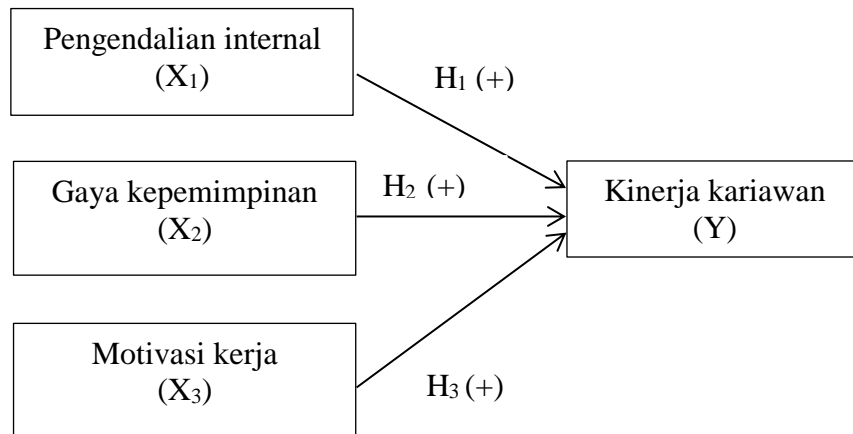 Pengendalian internal
(X₁)
H₁ (+)
Gaya kepemimpinan
(X₂)
H₂ (+)
Kinerja kariawan
(Y)
Motivasi kerja
(X₃)
H₃ (+)